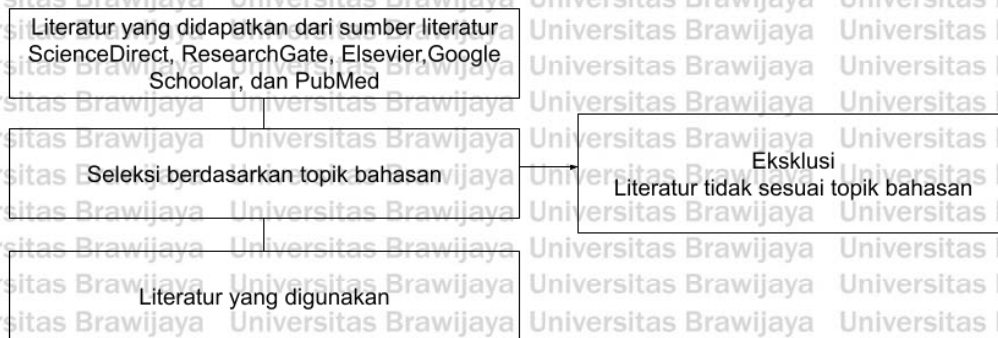 Literatur yang didapatkan dari sumber literatur
ScienceDirect, ResearchGate, Elsevier,Google
Schoolar, dan PubMed
Seleksi berdasarkan topik bahasan
Eksklusi
Literatur tidak sesuai topik bahasan
Literatur yang digunakan